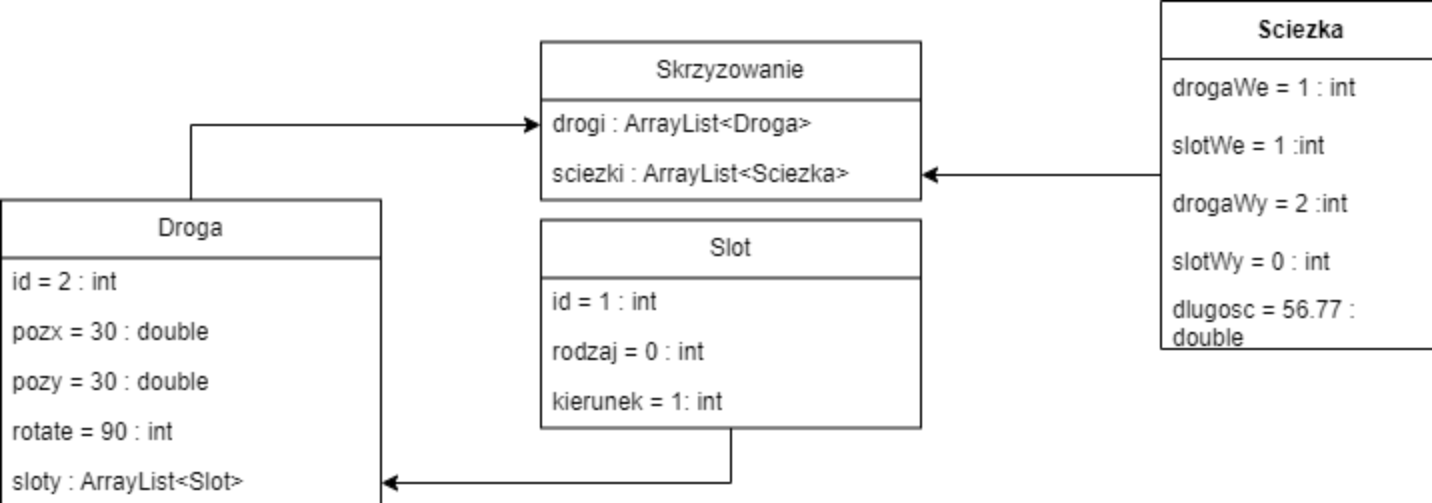 Skrzyzowanie
drogi : ArrayList<Droga>
sciezki : ArrayList<Sciezka>
Sciezka
drogaWe = 1 : int
slotWe = 1 :int
drogaWy = 2 :int
slotWy = 0 : int
dlugosc = 56.77 :
double
Droga
id = 2 : int
pozx = 30 : double
pozy = 30 : double
rotate = 90 : int
sloty : ArrayList<Slot>
Slot
id = 1 : int
rodzaj = 0 : int
kierunek = 1: int